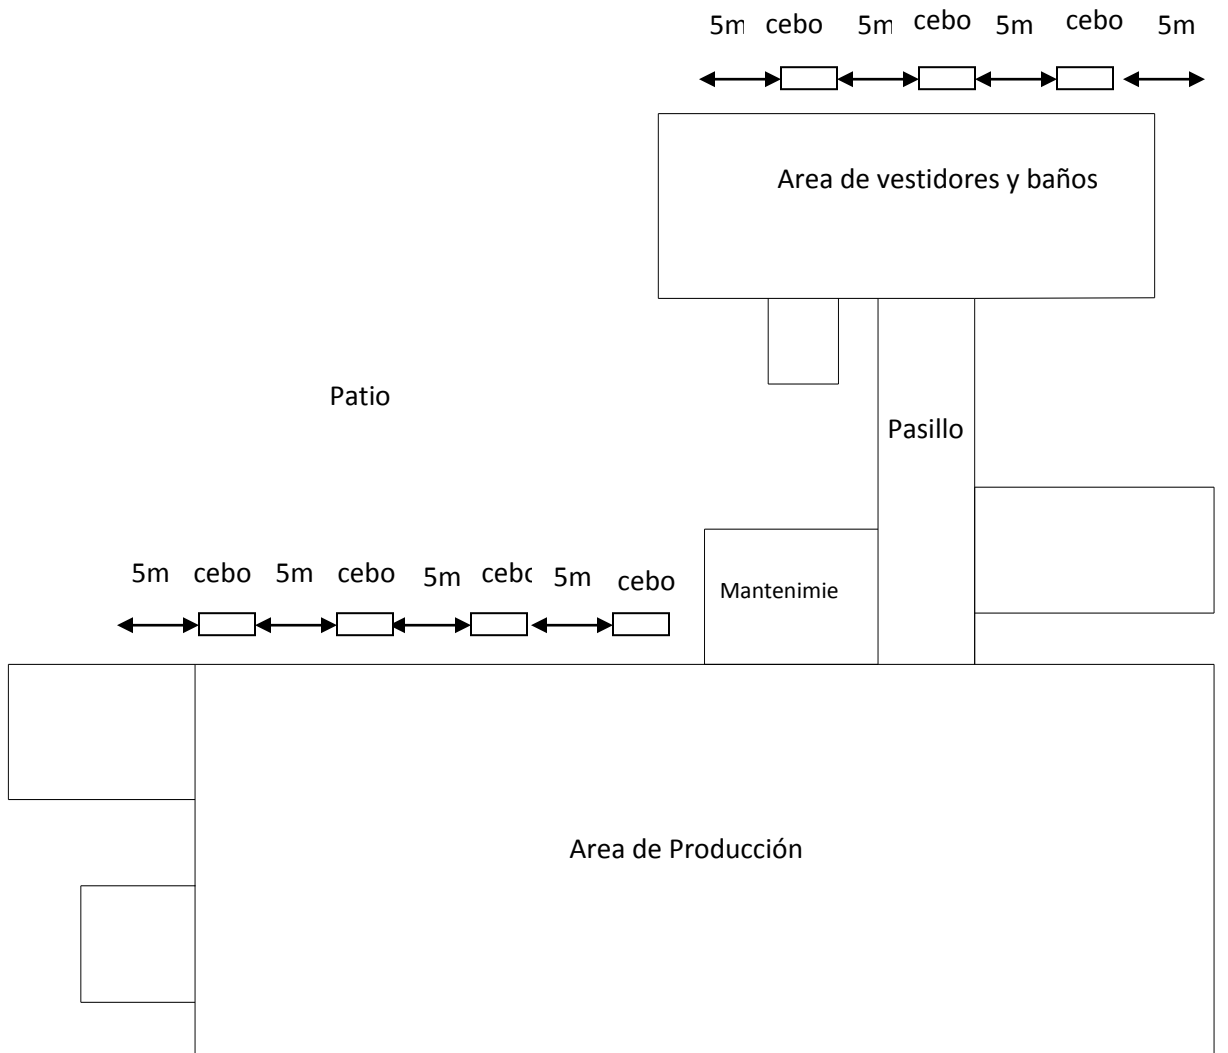 5m cebo 5m cebo 5m cebo 5m
Area de vestidores y baños
Patio
Pasillo
5m cebo 5m cebo 5m cebo 5m cebo
Mantenimie
Area de Producción